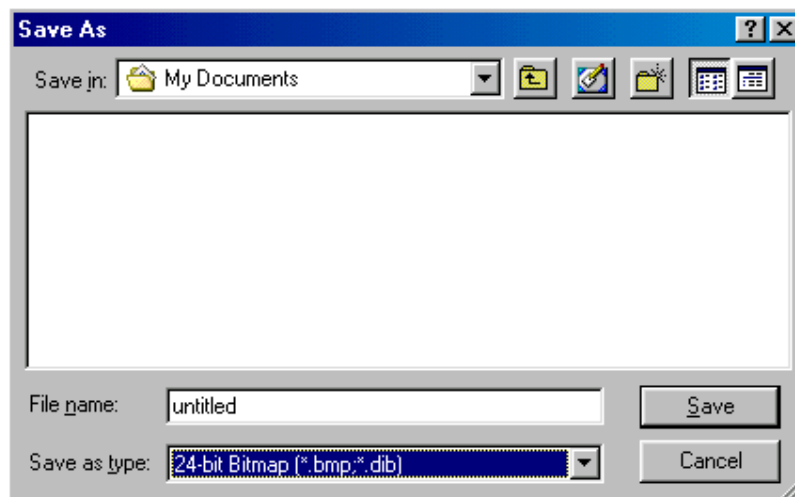 Save As
Save in: My Documents
File name: untitled
Save
Save as type: 24-bit Bitmap (*.bmp;*.dib)
Cancel